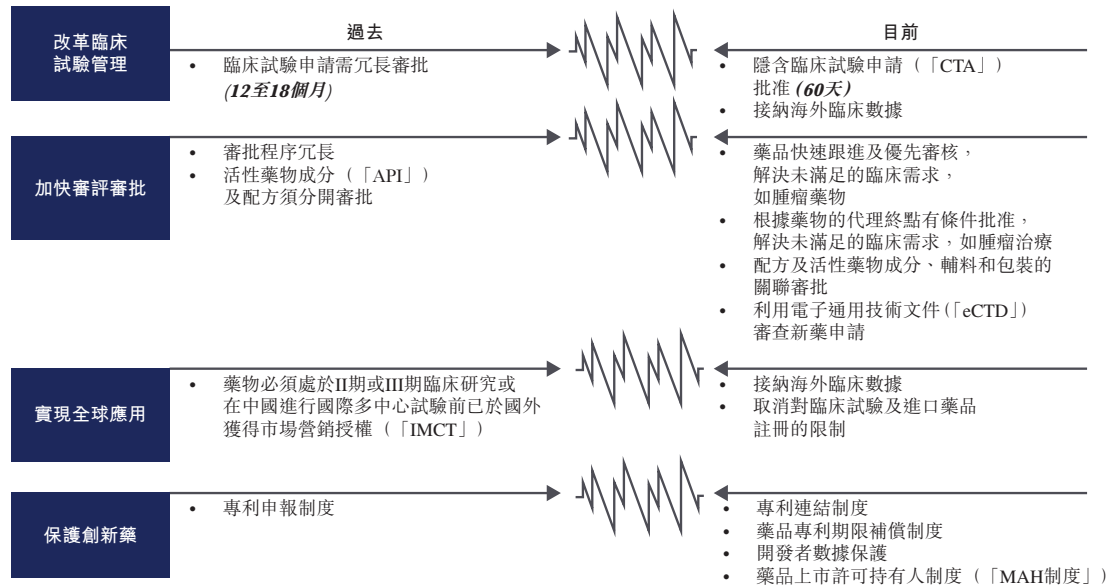 過去
目前
改革臨床
試驗管理
• 臨床試驗申請需冗長審批
(12至18個月)
• 隱含臨床試驗申請（「CTA」）
批准(60天)
• 接納海外臨床數據
加快審評審批
• 審批程序冗長
• 活性藥物成分（「API」）
及配方須分開審批
• 藥品快速跟進及優先審核，
解決未滿足的臨床需求，
如腫瘤藥物
• 根據藥物的代理終點有條件批准，
解決未滿足的臨床需求，如腫瘤治療
• 配方及活性藥物成分、輔料和包裝的
關聯審批
• 利用電子通用技術文件(「eCTD」)
審查新藥申請
實現全球應用
• 藥物必須處於II期或III期臨床研究或
在中國進行國際多中心試驗前已於國外
獲得市場營銷授權（「IMCT」）
• 接納海外臨床數據
• 取消對臨床試驗及進口藥品
註冊的限制
保護創新藥
• 專利申報制度
• 專利連結制度
• 藥品專利期限補償制度
• 開發者數據保護
• 藥品上市許可持有人制度（「MAH制度」）